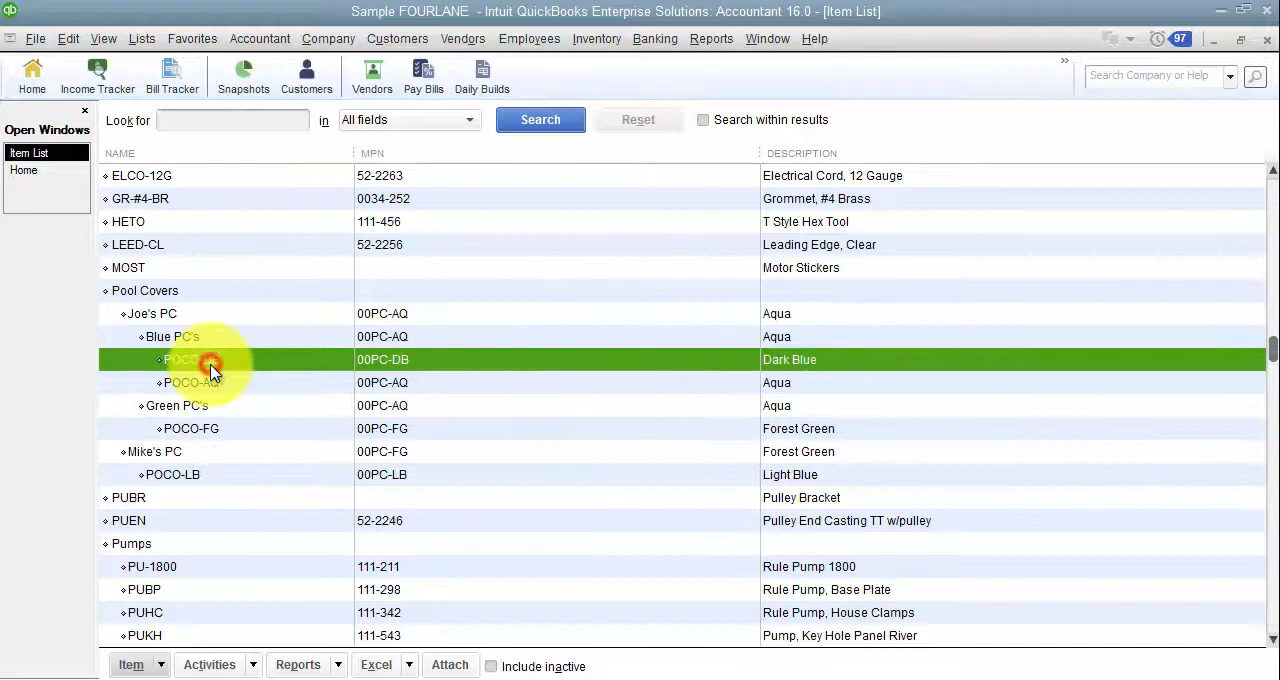 Sample FOURLANE - Intuit QuickBooks Enterprise Solutions: Accountant 16.0 - [Item List]
File Edit View Lists Favorites Accountant Company Customers Vendors Employees Inventory Banking Reports Window Help 97
Home Income Tracker Bill Tracker Snapshots Customers Vendors Pay Bills Daily Builds Search Company or Help
Open Windows
Item List
Home
Look for in All fields Search Reset Search within results
NAME MPN DESCRIPTION
ELCO-12G 52-2263 Electrical Cord, 12 Gauge
GR-#4-BR 0034-252 Grommet, #4 Brass
HETO 111-456 T Style Hex Tool
LEED-CL 52-2256 Leading Edge, Clear
MOST Motor Stickers
Pool Covers
Joe's PC 00PC-AQ Aqua
Blue PC's 00PC-AQ Aqua
00PC-DB Dark Blue
POCO-AQ 00PC-AQ Aqua
Green PC's 00PC-AQ Aqua
POCO-FG 00PC-FG Forest Green
Mike's PC 00PC-FG Forest Green
POCO-LB 00PC-LB Light Blue
PUBR Pulley Bracket
PUEN 52-2246 Pulley End Casting TT w/pulley
Pumps
PU-1800 111-211 Rule Pump 1800
PUBP 111-298 Rule Pump, Base Plate
PUHC 111-342 Rule Pump, House Clamps
PUKH 111-543 Pump, Key Hole Panel River
Item Activities Reports Excel Attach Include inactive